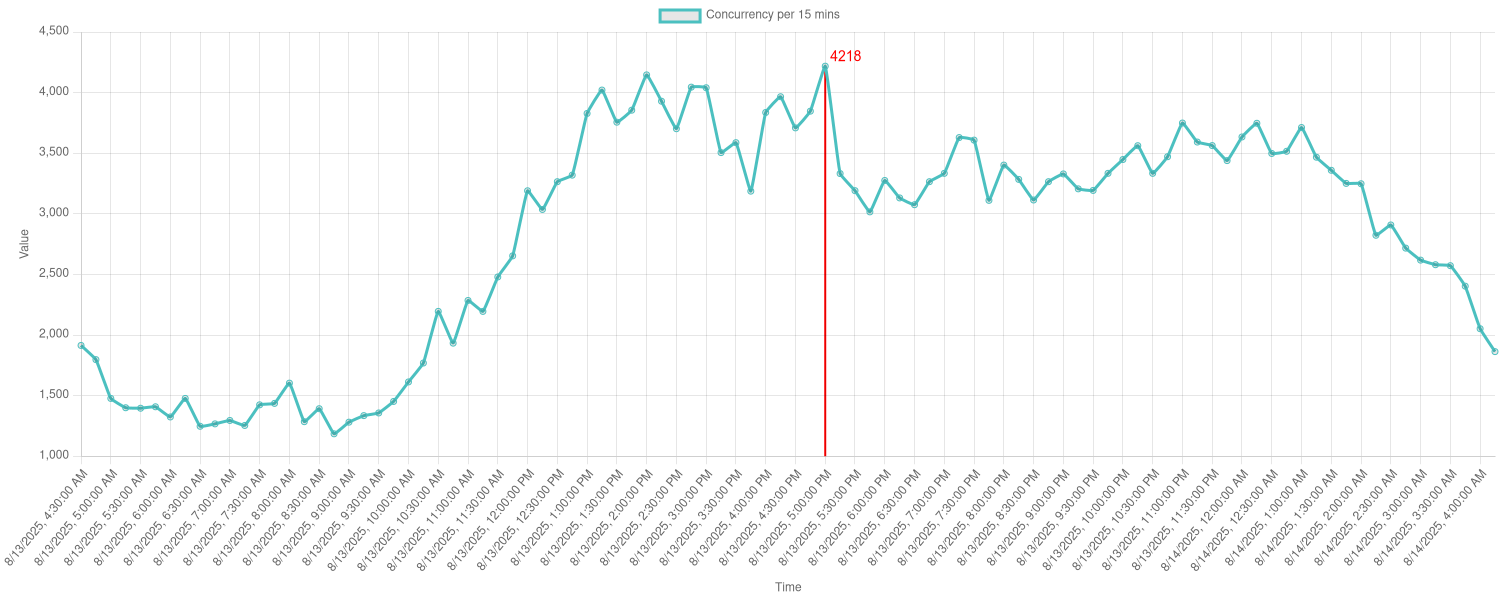 Concurrency per 15 mins
4,500
4,000
3,500
3,000
2,500
2,000
1,500
1,000
Value
4218
8/13/2025, 4:30:00 AM
8/13/2025, 5:00:00 AM
8/13/2025, 5:30:00 AM
8/13/2025, 6:00:00 AM
8/13/2025, 6:30:00 AM
8/13/2025, 7:00:00 AM
8/13/2025, 7:30:00 AM
8/13/2025, 8:00:00 AM
8/13/2025, 8:30:00 AM
8/13/2025, 9:00:00 AM
8/13/2025, 9:30:00 AM
8/13/2025, 10:00:00 AM
8/13/2025, 10:30:00 AM
8/13/2025, 11:00:00 AM
8/13/2025, 11:30:00 AM
8/13/2025, 12:00:00 PM
8/13/2025, 12:30:00 PM
8/13/2025, 1:00:00 PM
8/13/2025, 1:30:00 PM
8/13/2025, 2:00:00 PM
8/13/2025, 2:30:00 PM
8/13/2025, 3:00:00 PM
8/13/2025, 3:30:00 PM
8/13/2025, 4:00:00 PM
8/13/2025, 4:30:00 PM
8/13/2025, 5:00:00 PM
8/13/2025, 5:30:00 PM
8/13/2025, 6:00:00 PM
8/13/2025, 6:30:00 PM
8/13/2025, 7:00:00 PM
8/13/2025, 7:30:00 PM
8/13/2025, 8:00:00 PM
8/13/2025, 8:30:00 PM
8/13/2025, 9:00:00 PM
8/13/2025, 9:30:00 PM
8/13/2025, 10:00:00 PM
8/13/2025, 10:30:00 PM
8/13/2025, 11:00:00 PM
8/13/2025, 11:30:00 PM
8/14/2025, 12:00:00 AM
8/14/2025, 12:30:00 AM
8/14/2025, 1:00:00 AM
8/14/2025, 1:30:00 AM
8/14/2025, 2:00:00 AM
8/14/2025, 2:30:00 AM
8/14/2025, 3:00:00 AM
8/14/2025, 3:30:00 AM
8/14/2025, 4:00:00 AM
Time